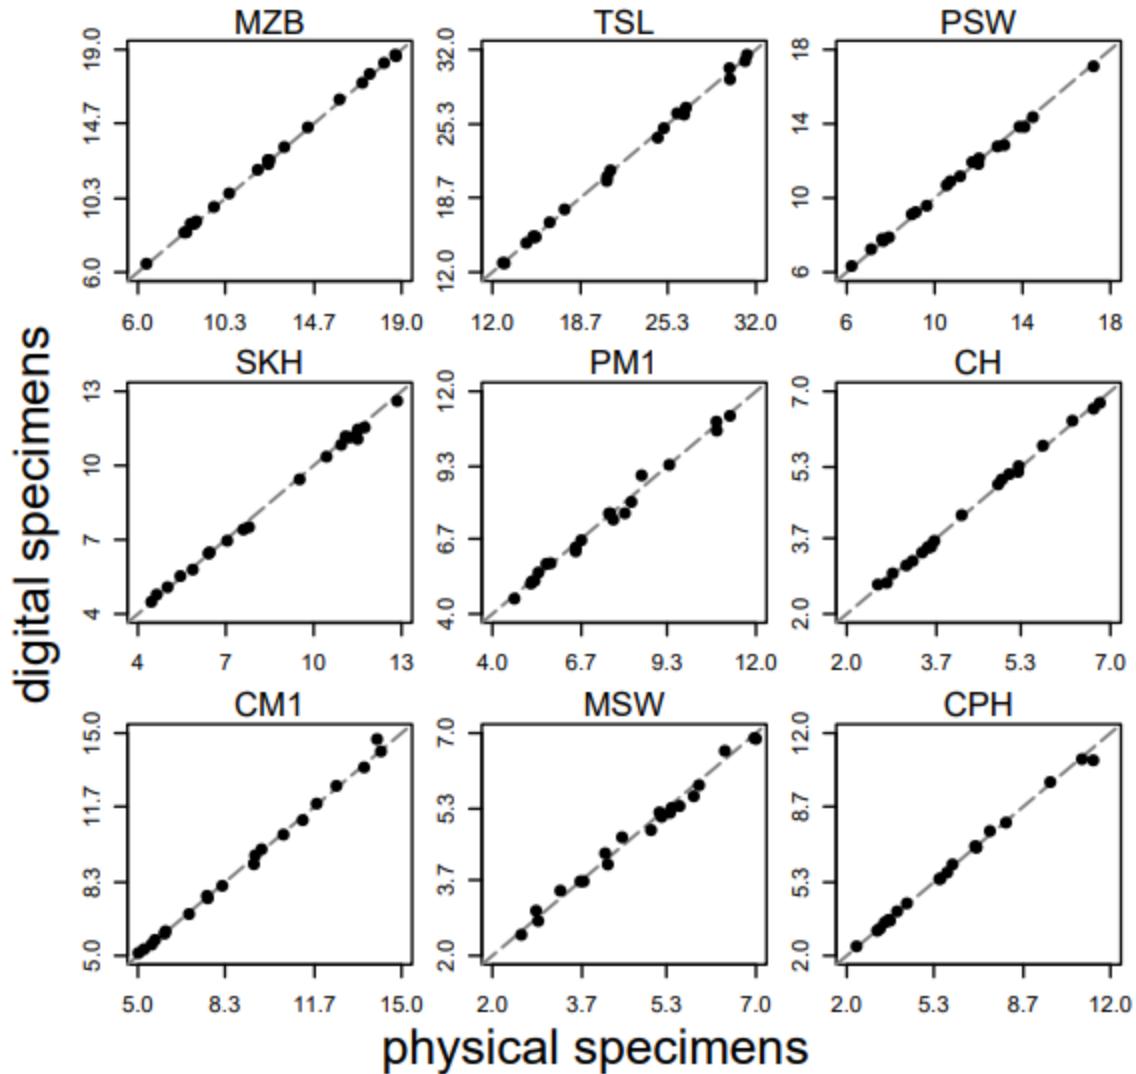 MZB TSL PSW
19.0 32.0 18
14.7 25.3 14
10.3 18.7 10
6.0 12.0 6
6.0 10.3 14.7 19.0 12.0 18.7 25.3 32.0 6 10 14 18
SKH PM1 CH
13 12.0 7.0
10 9.3 5.3
7 6.7 3.7
4 4.0 2.0
4 7 10 13 4.0 6.7 9.3 12.0 2.0 3.7 5.3 7.0
digital specimens
CM1 MSW CPH
15.0 7.0 12.0
11.7 5.3 8.7
8.3 3.7 5.3
5.0 2.0 2.0
5.0 8.3 11.7 15.0 2.0 3.7 5.3 7.0 2.0 5.3 8.7 12.0
physical specimens